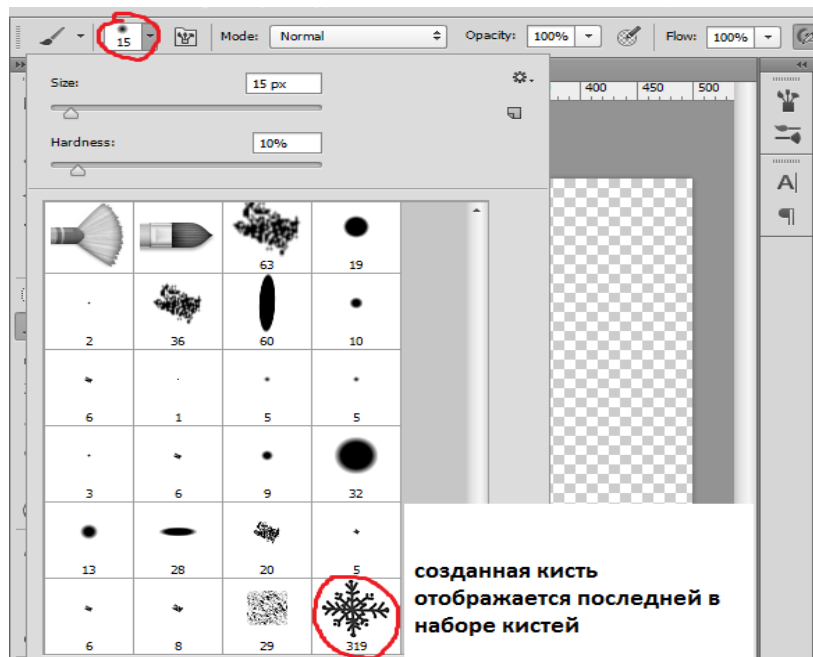 15 Mode: Normal Opacity: 100% Flow: 100%
Size: 15 px 400 450 500
Hardness: 10%
A
63 19
2 36 60 10
6 1 5 5
3 6 9 32
13 28 20 5
6 8 29 319
созданная кисть
отображается последней в
наборе кистей